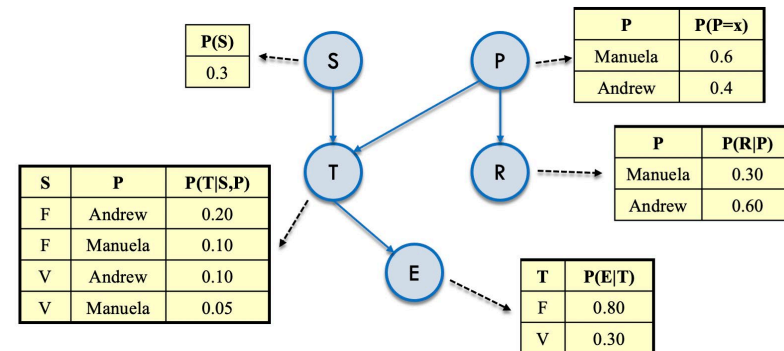 P(S)
0.3
S
P
P P(P=x)
Manuela 0.6
Andrew 0.4
T
R
P P(R|P)
Manuela 0.30
Andrew 0.60
S P P(T|S,P)
F Andrew 0.20
F Manuela 0.10
V Andrew 0.10
V Manuela 0.05
E
T P(E|T)
F 0.80
V 0.30